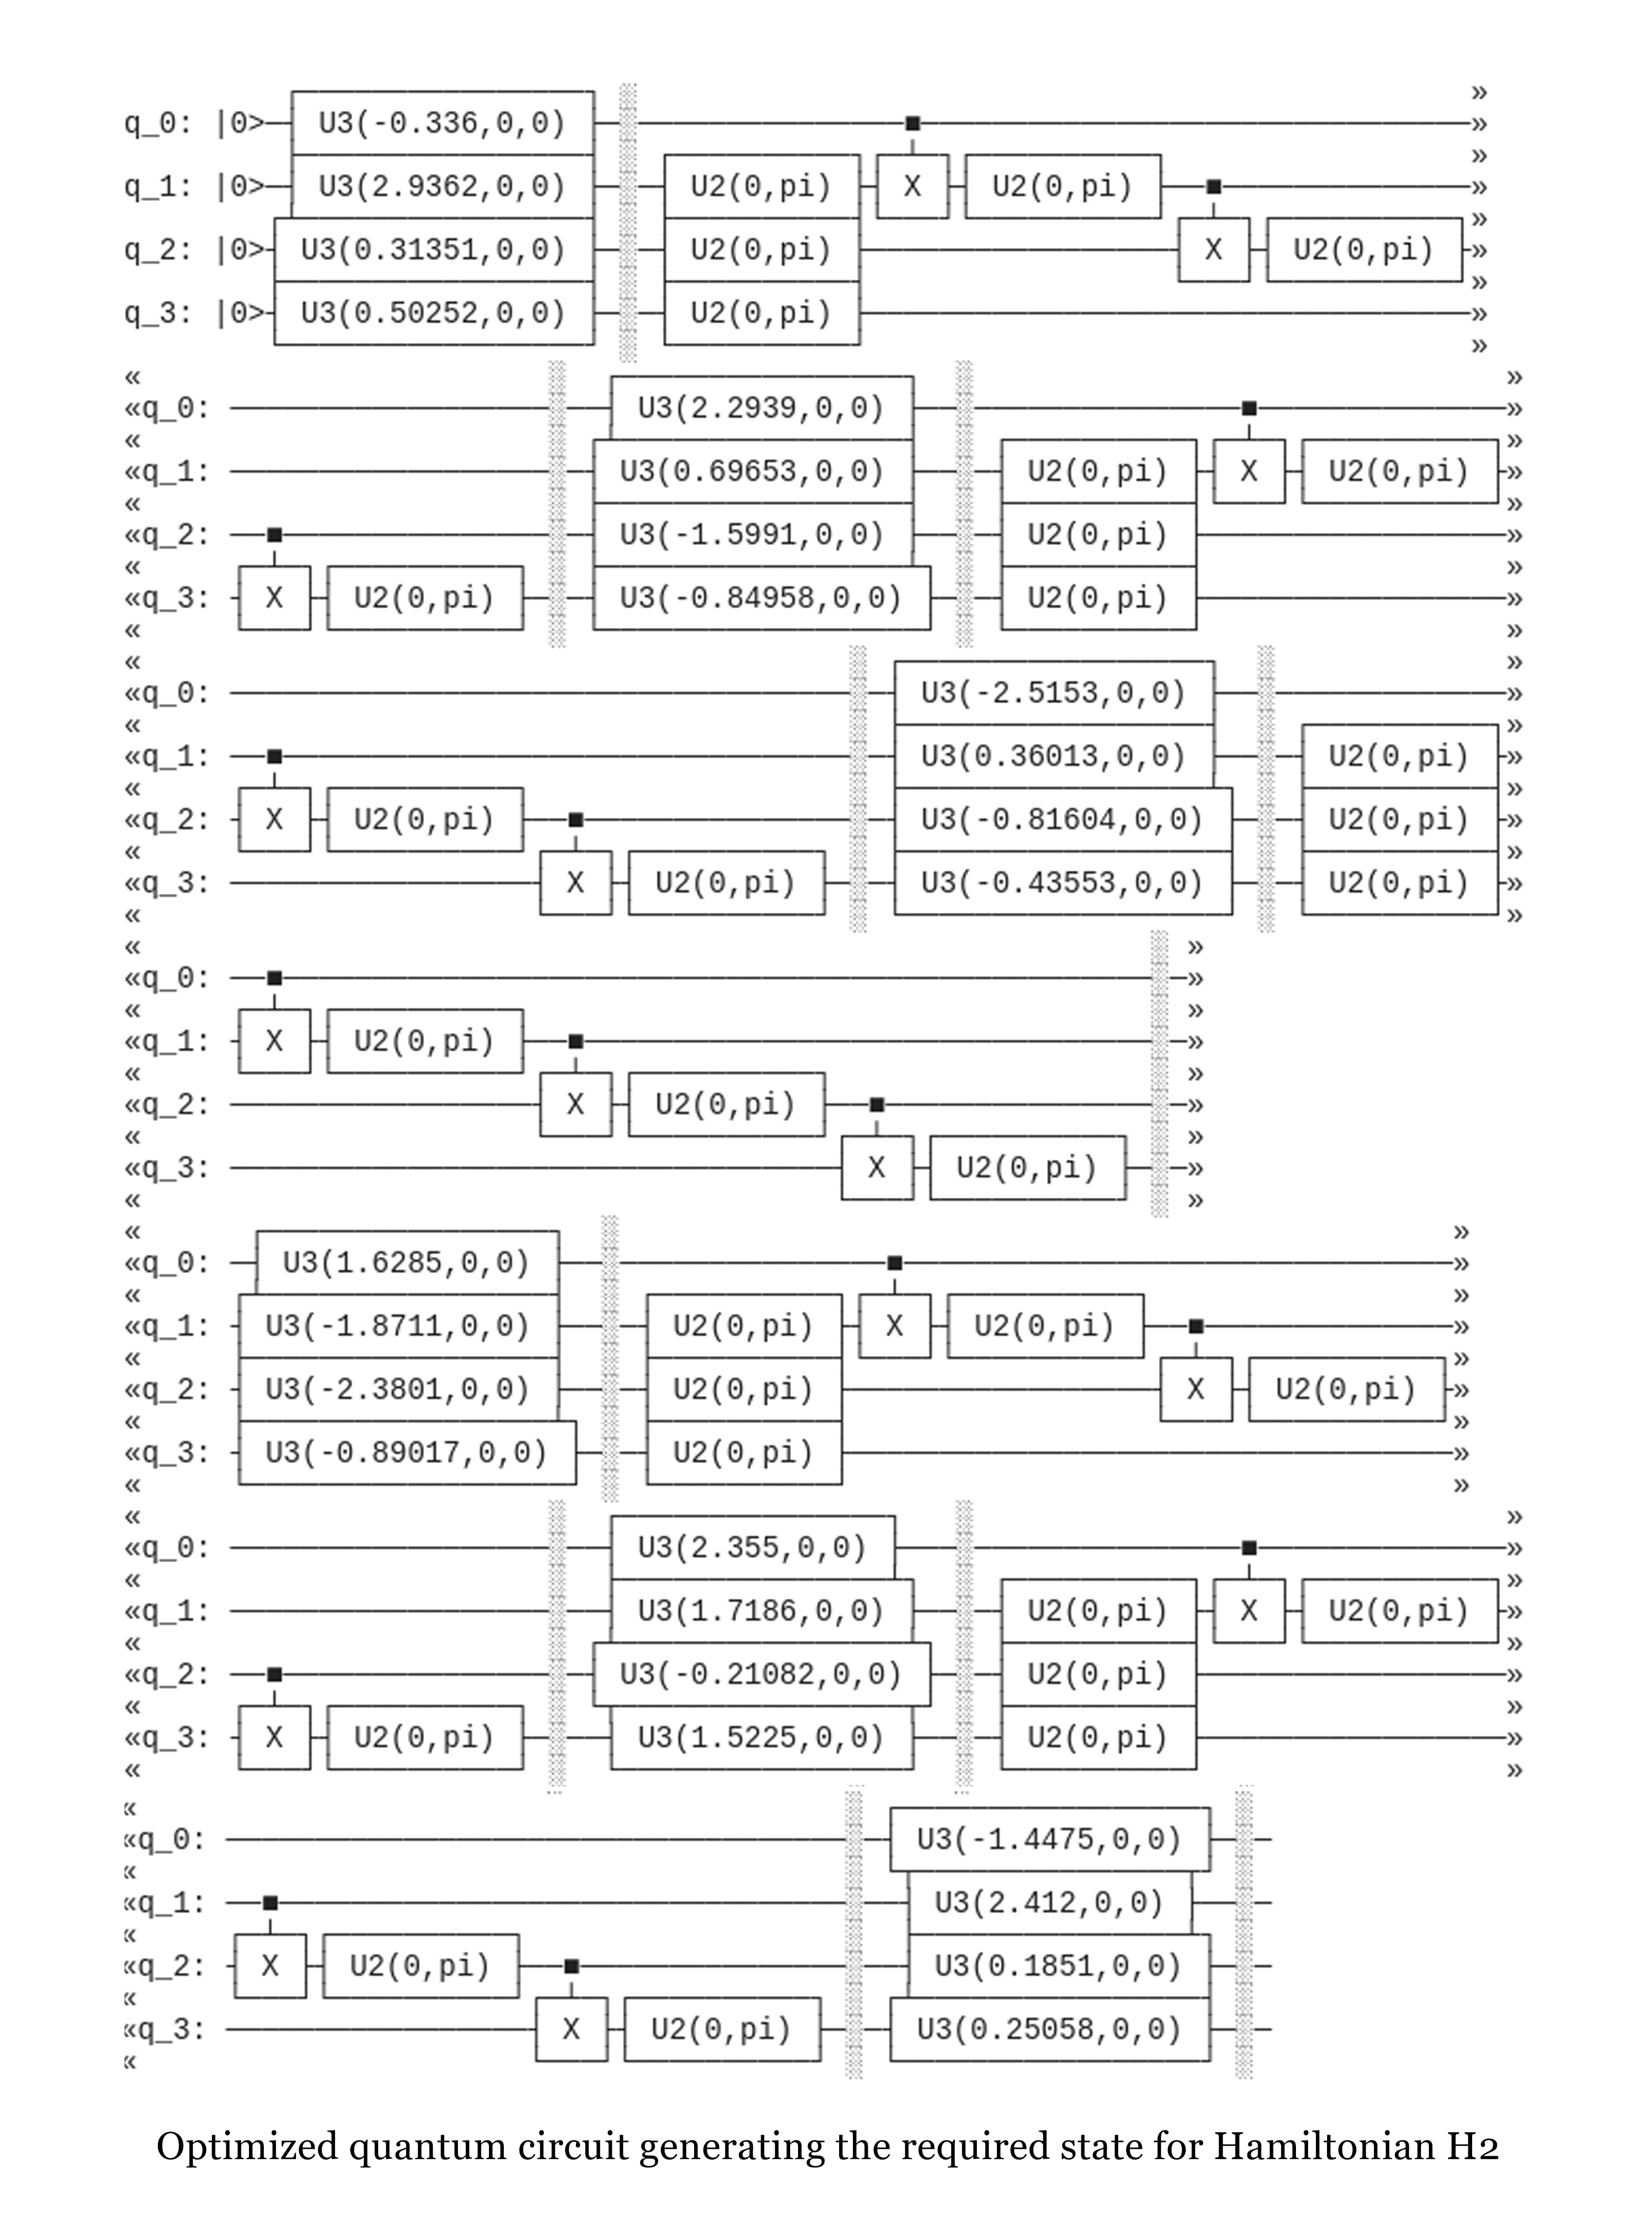 »
q_0: |0> U3(-0.336,0,0) »
»
q_1: |0> U3(2.9362,0,0) U2(0,pi) X U2(0,pi) »
»
q_2: |0> U3(0.31351,0,0) U2(0,pi) X U2(0,pi) »
»
q_3: |0> U3(0.50252,0,0) U2(0,pi) »
»
« »
«q_0: U3(2.2939,0,0) »
« »
«q_1: U3(0.69653,0,0) U2(0,pi) X U2(0,pi) »
« »
«q_2: U3(-1.5991,0,0) U2(0,pi) »
« »
«q_3: X U2(0,pi) U3(-0.84958,0,0) U2(0,pi) »
« »
« »
«q_0: U3(-2.5153,0,0) »
« »
«q_1: U3(0.36013,0,0) U2(0,pi) »
« »
«q_2: X U2(0,pi) U3(-0.81604,0,0) U2(0,pi) »
« »
«q_3: X U2(0,pi) U3(-0.43553,0,0) U2(0,pi) »
« »
« »
«q_0: »
« »
«q_1: X U2(0,pi) »
« »
«q_2: X U2(0,pi) »
« »
«q_3: X U2(0,pi) »
« »
« »
«q_0: U3(1.6285,0,0) »
« »
«q_1: U3(-1.8711,0,0) U2(0,pi) X U2(0,pi) »
« »
«q_2: U3(-2.3801,0,0) U2(0,pi) X U2(0,pi) »
« »
«q_3: U3(-0.89017,0,0) U2(0,pi) »
« »
« »
«q_0: U3(2.355,0,0) »
« »
«q_1: U3(1.7186,0,0) U2(0,pi) X U2(0,pi) »
« »
«q_2: U3(-0.21082,0,0) U2(0,pi) »
« »
«q_3: X U2(0,pi) U3(1.5225,0,0) U2(0,pi) »
« »
«
«q_0: U3(-1.4475,0,0)
«
«q_1: U3(2.412,0,0)
«
«q_2: X U2(0,pi) U3(0.1851,0,0)
«
«q_3: X U2(0,pi) U3(0.25058,0,0)
«
Optimized quantum circuit generating the required state for Hamiltonian H2